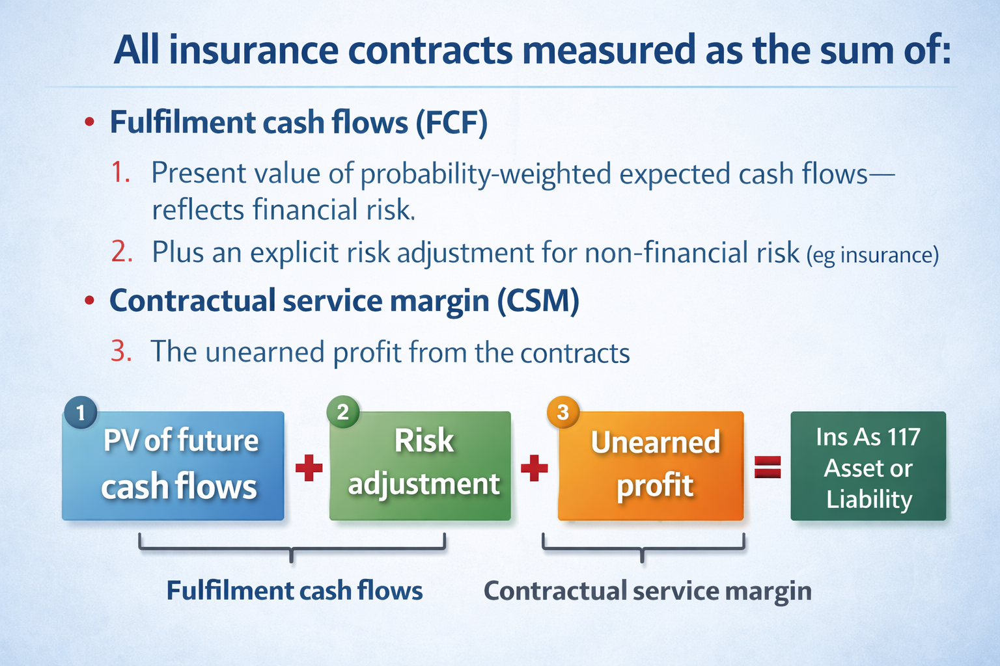 All insurance contracts measured as the sum of:
• Fulfilment cash flows (FCF)
1. Present value of probability-weighted expected cash flows—
reflects financial risk.
2. Plus an explicit risk adjustment for non-financial risk (eg insurance)
• Contractual service margin (CSM)
3. The unearned profit from the contracts
1
PV of future
cash flows
+
2
Risk
adjustment
+
3
Unearned
profit
=
Ins As 117
Asset or
Liability
Fulfilment cash flows
Contractual service margin